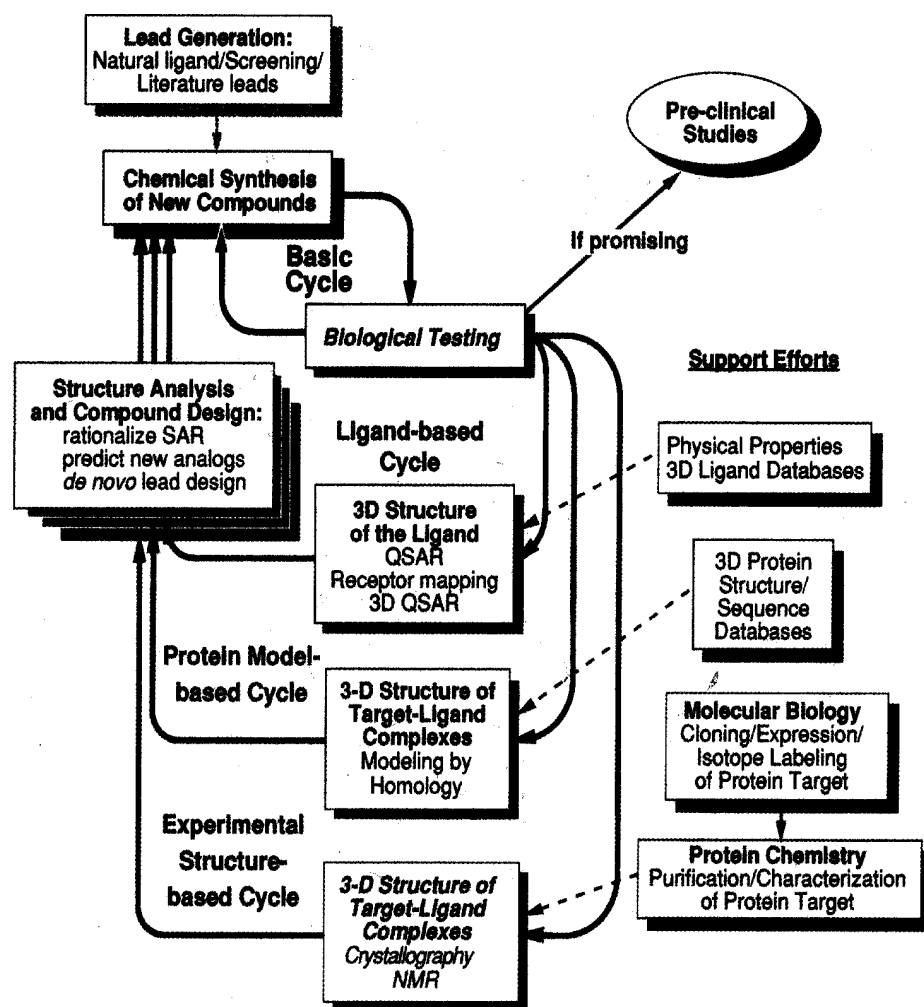 Lead Generation:
Natural ligand/Screening/
Literature leads
Pre-clinical
Studies
Chemical Synthesis
of New Compounds
If promising
Basic
Cycle
Biological Testing
Support Efforts
Structure Analysis
and Compound Design:
rationalize SAR
predict new analogs
de novo lead design
Ligand-based
Cycle
Physical Properties
3D Ligand Databases
3D Structure
of the Ligand
QSAR
Receptor mapping
3D QSAR
3D Protein
Structure/
Sequence
Databases
Protein Model-
based Cycle
3-D Structure of
Target-Ligand
Complexes
Modeling by
Homology
Molecular Biology
Cloning/Expression/
Isotope Labeling
of Protein Target
Experimental
Structure-
based Cycle
3-D Structure of
Target-Ligand
Complexes
Crystallography
NMR
Protein Chemistry
Purification/Characterization
of Protein Target